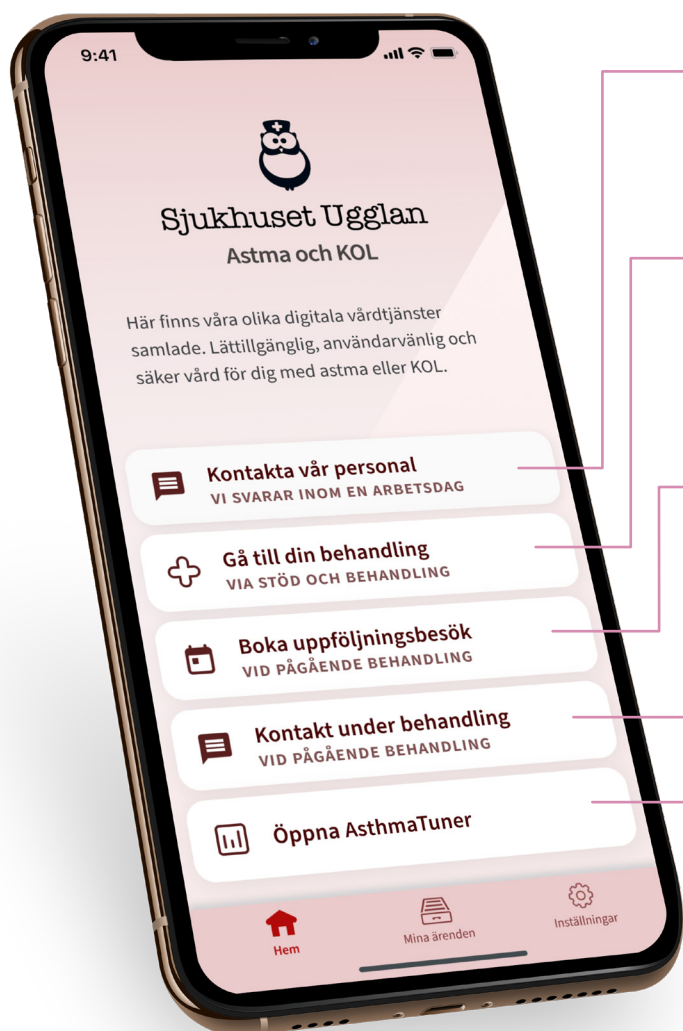 9:41
Sjukhuset Ugglan
Astma och KOL
Här finns våra olika digitala vårdtjänster
samlade. Lättillgänglig, användarvänlig och
säker vård för dig med astma eller KOL.
Kontakta vår personal
VI SVARAR INOM EN ARBETSDAG
Gå till din behandling
VIA STÖD OCH BEHANDLING
Boka uppföljningsbesök
VID PÅGÅENDE BEHANDLING
Kontakt under behandling
VID PÅGÅENDE BEHANDLING
Öppna AsthmaTuner
Hem
Mina ärenden
Inställningar